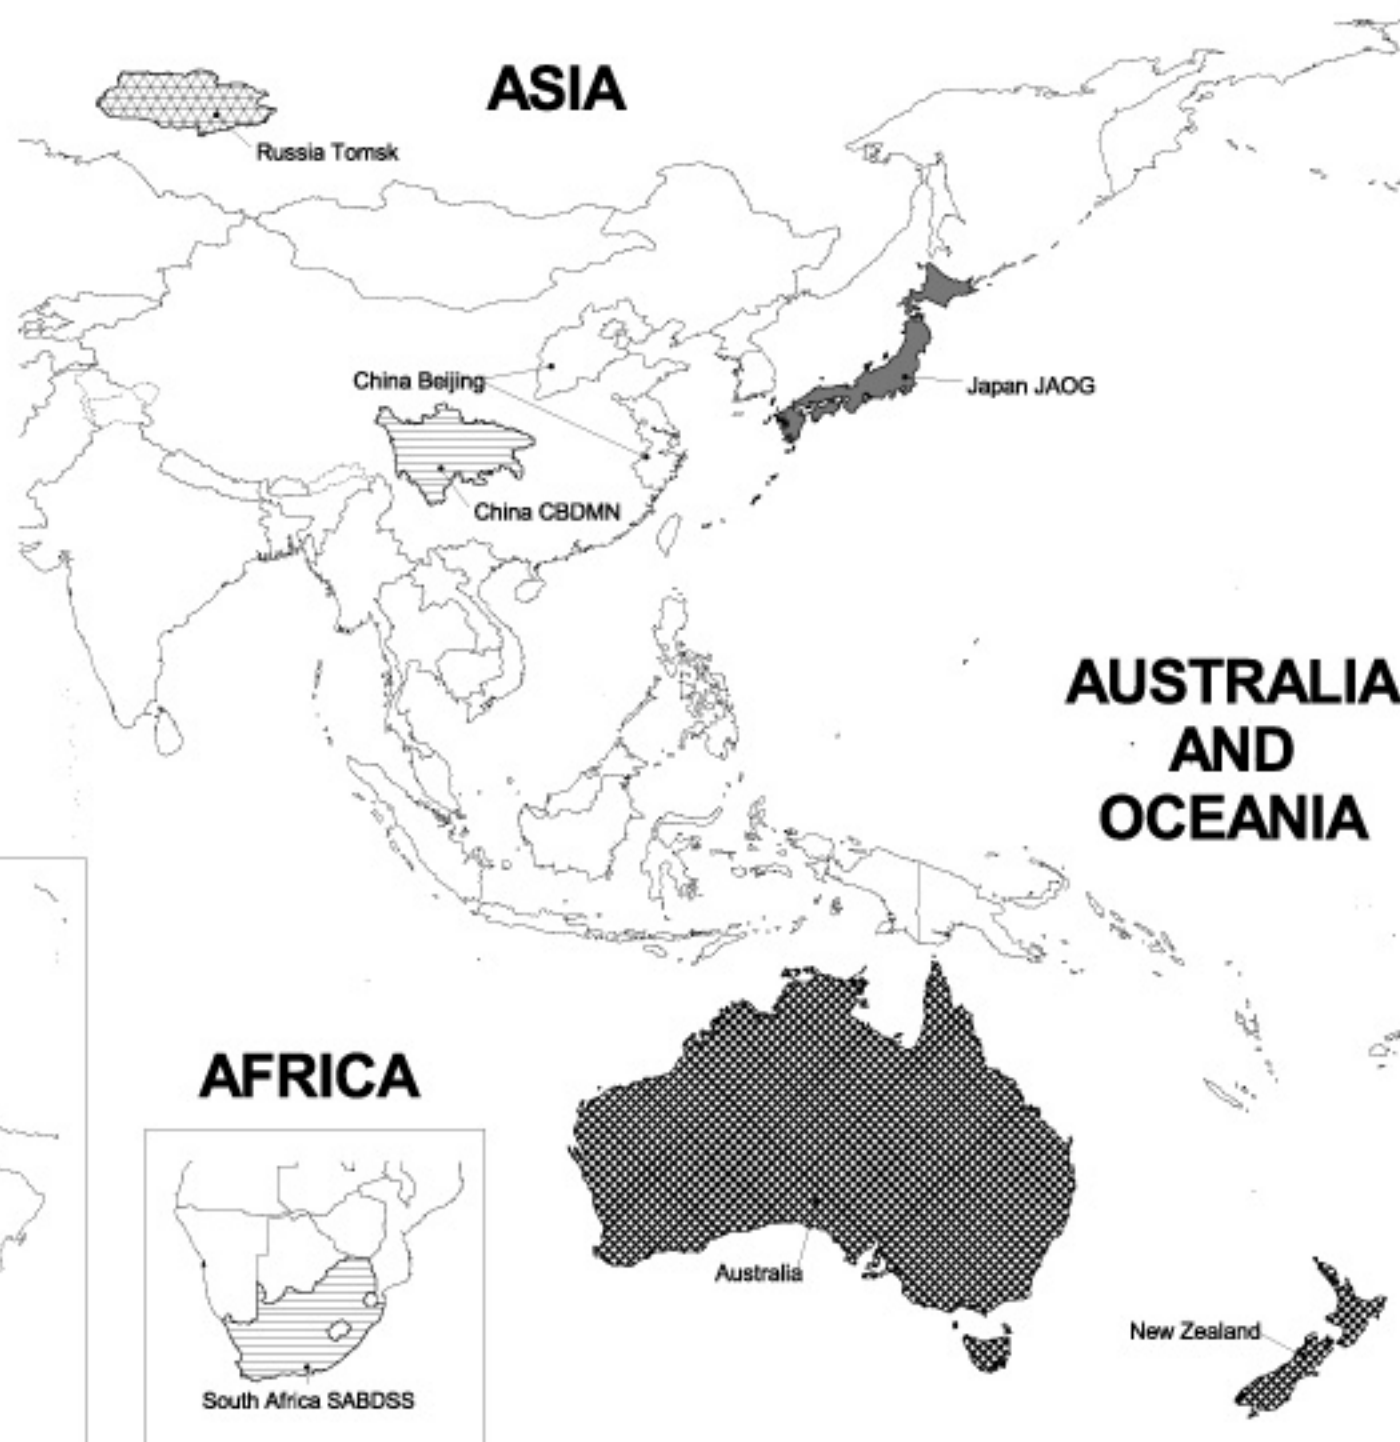 ASIA
Russia Tomsk
China Beijing
Japan JAOG
China CBDMN
AUSTRALIA
AND
OCEANIA
AFRICA
Australia
New Zealand
South Africa SABDSS